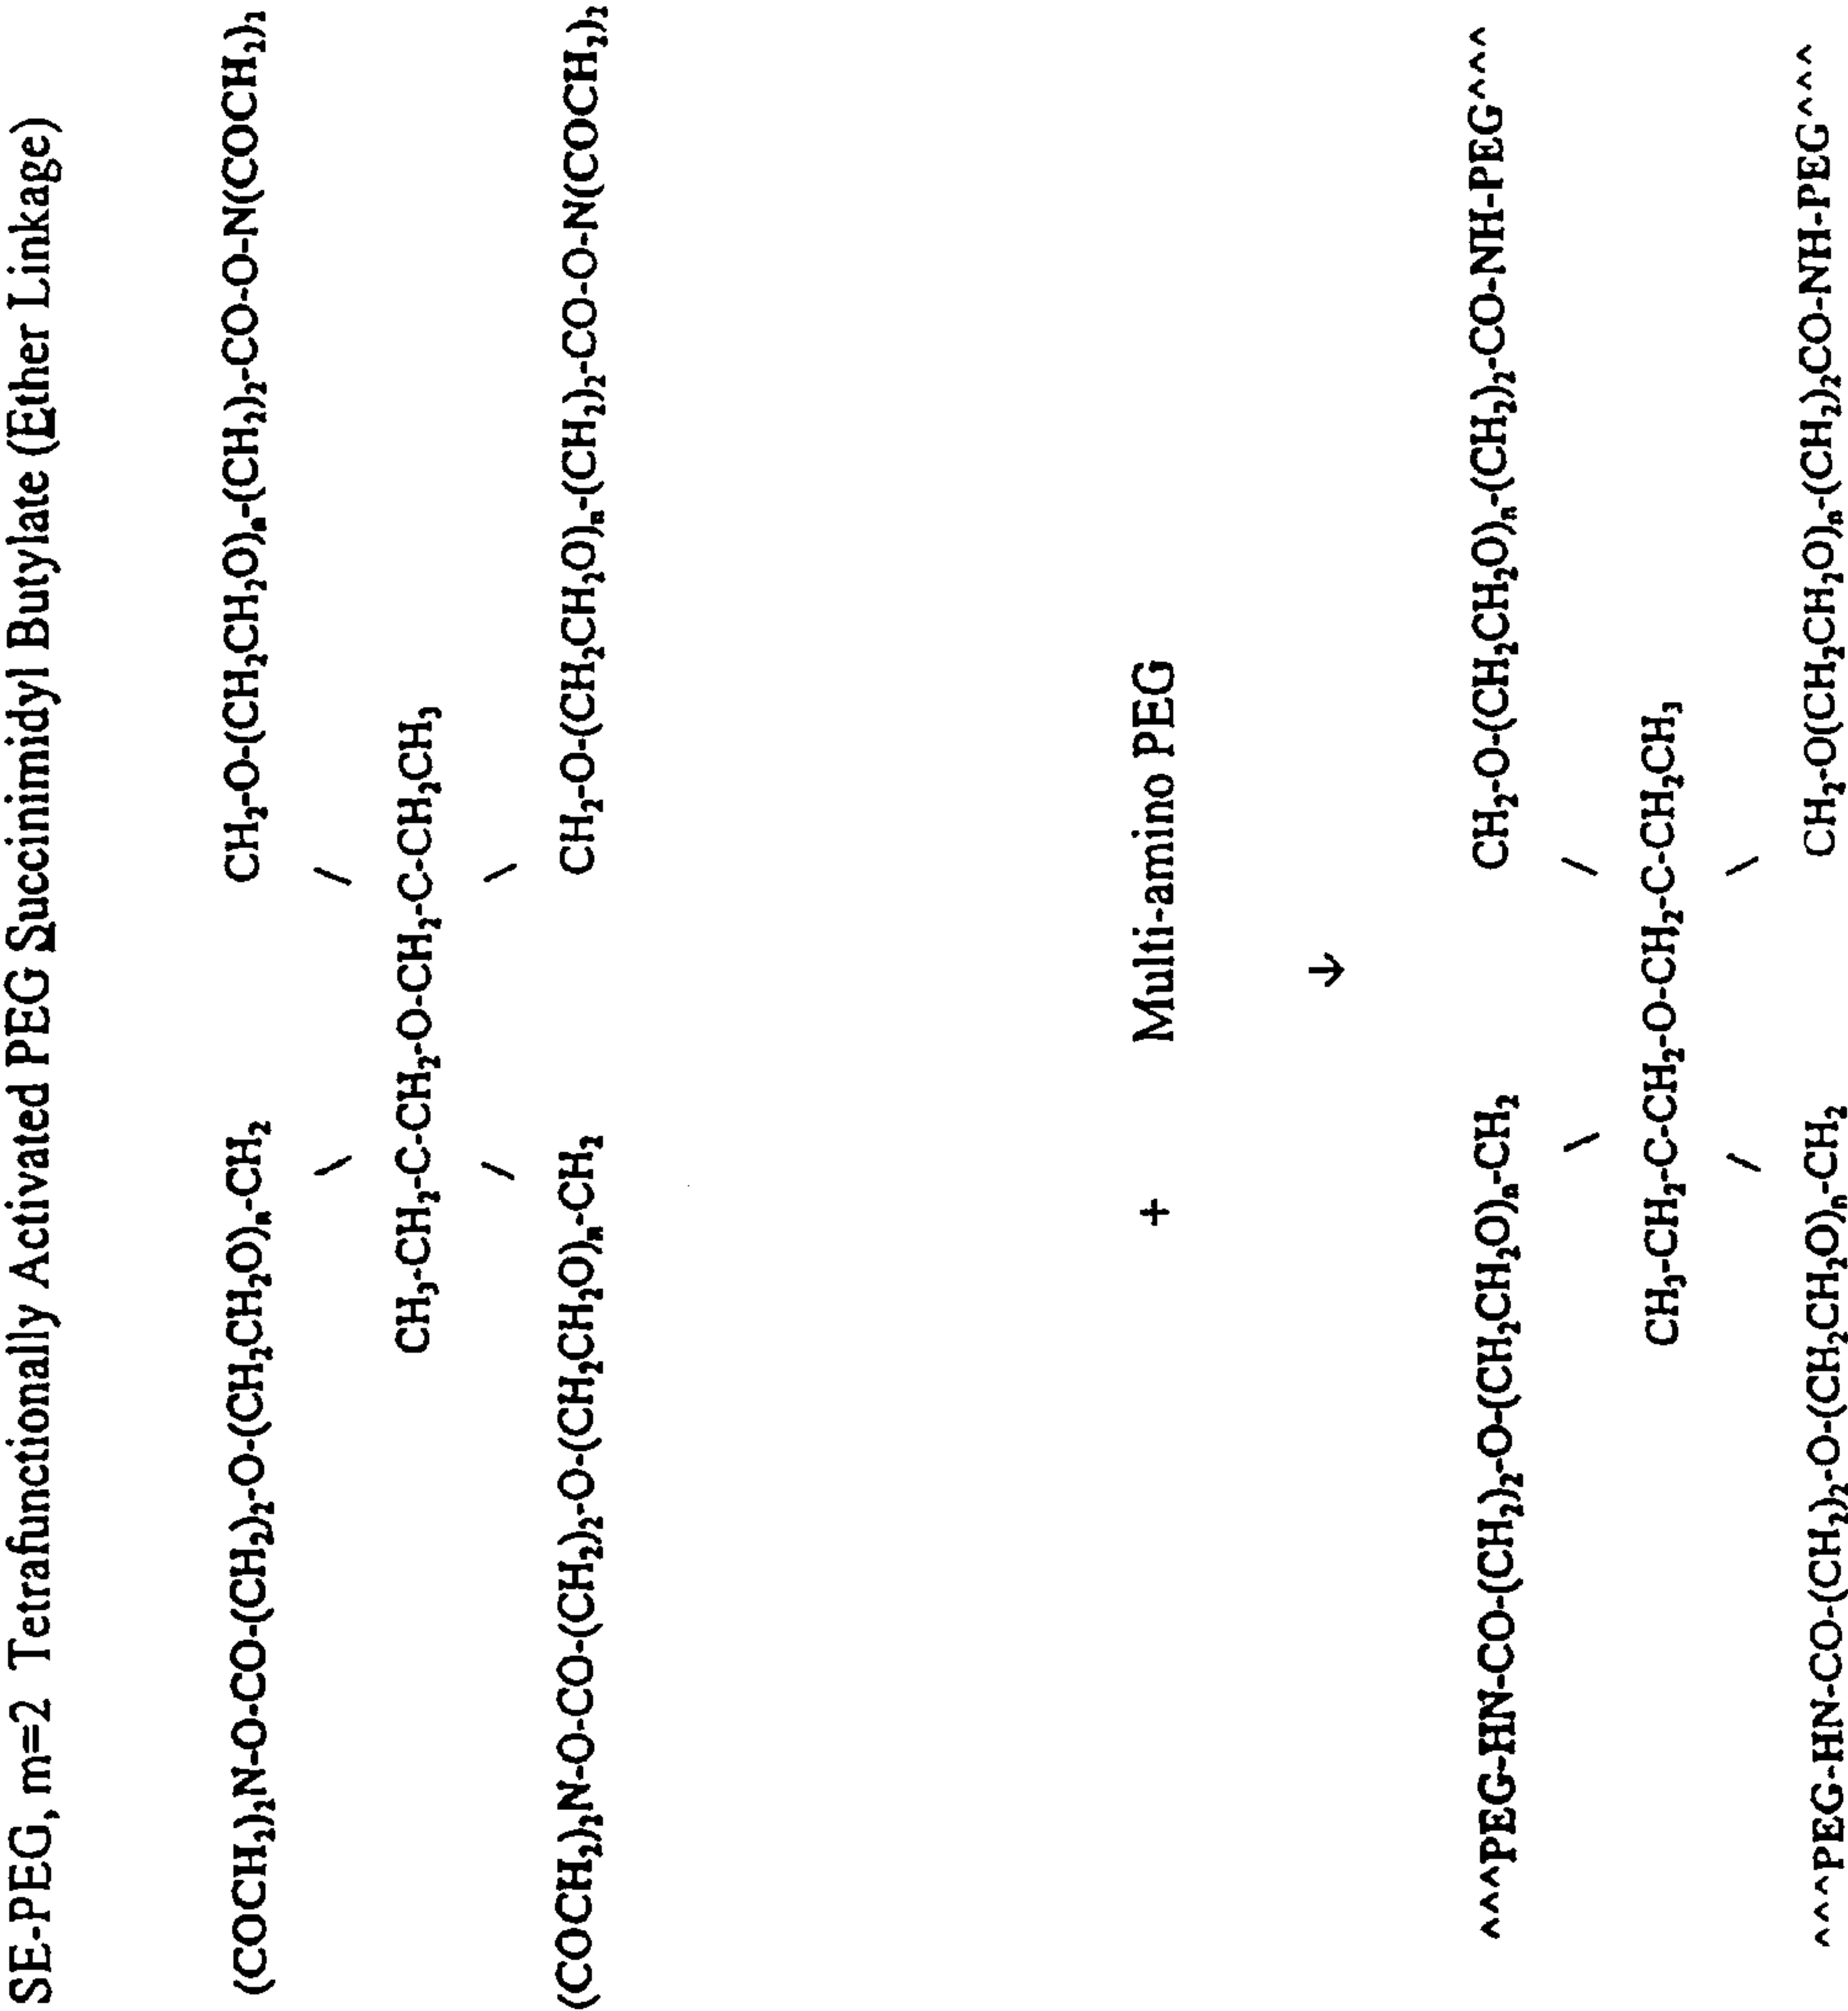 SE-PEG, m=2 Tetrafunctionally Activated PEG Succinimidyl Butylate (Ether Linkage)
(COCH₂)₂N-O-CO-(CH₂)₂-O-(CH₂CH₂O)ₙ-CH₂ CH₂-O-(CH₂CH₂O)ₙ-(CH₂)₂-CO-O-N(COCH₂)₂
\ /
CH₃-CH₂-C-CH₂-O-CH₂-C-CH₂CH₃
/ \
(COCH₂)₂N-O-CO-(CH₂)₂-O-(CH₂CH₂O)ₙ-CH₂ CH₂-O-(CH₂CH₂O)ₙ-(CH₂)₂-CO-O-N(COCH₂)₂
+ Multi-amino PEG
↓
^^^PEG-HN-CO-(CH₂)₂-O-(CH₂CH₂O)ₙ-CH₂ CH₂-O-(CH₂CH₂O)ₙ-(CH₂)₂-CO-NH-PEG^^^
\ /
CH₃-CH₂-C-CH₂-O-CH₂-C-CH₂CH₃
/ \
^^^PEG-HN-CO-(CH₂)₂-O-(CH₂CH₂O)ₙ-CH₂ CH₂-O(CH₂CH₂O)ₙ-(CH₂)₂CO-NH-PEG^^^